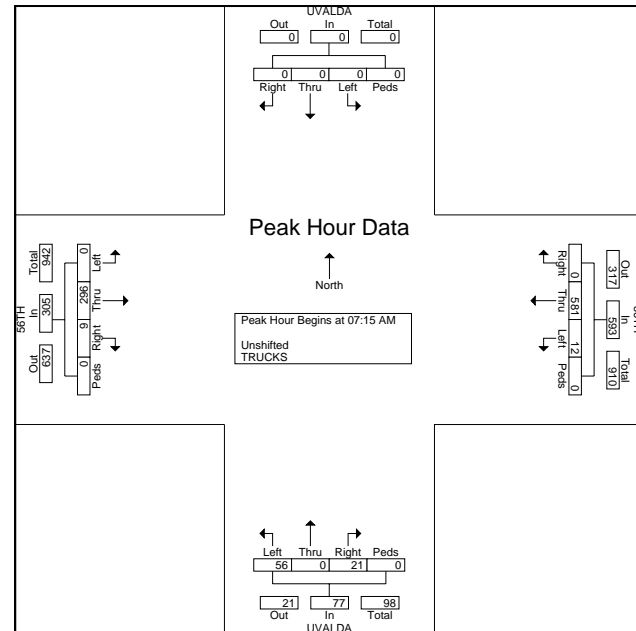 UVALDA
Out In Total
0 0 0
0 0 0 0
Right Thru Left Peds
Peak Hour Data
North
Peak Hour Begins at 07:15 AM
Unshifted
TRUCKS
56TH
Total In Out
942 305 637
0 296 9 0
Left Thru Right Peds
Out In Total
317 593 910
0 581 12 0
Right Thru Left Peds
Left Thru Right Peds
56 0 21 0
21 77 98
Out In Total
UVALDA